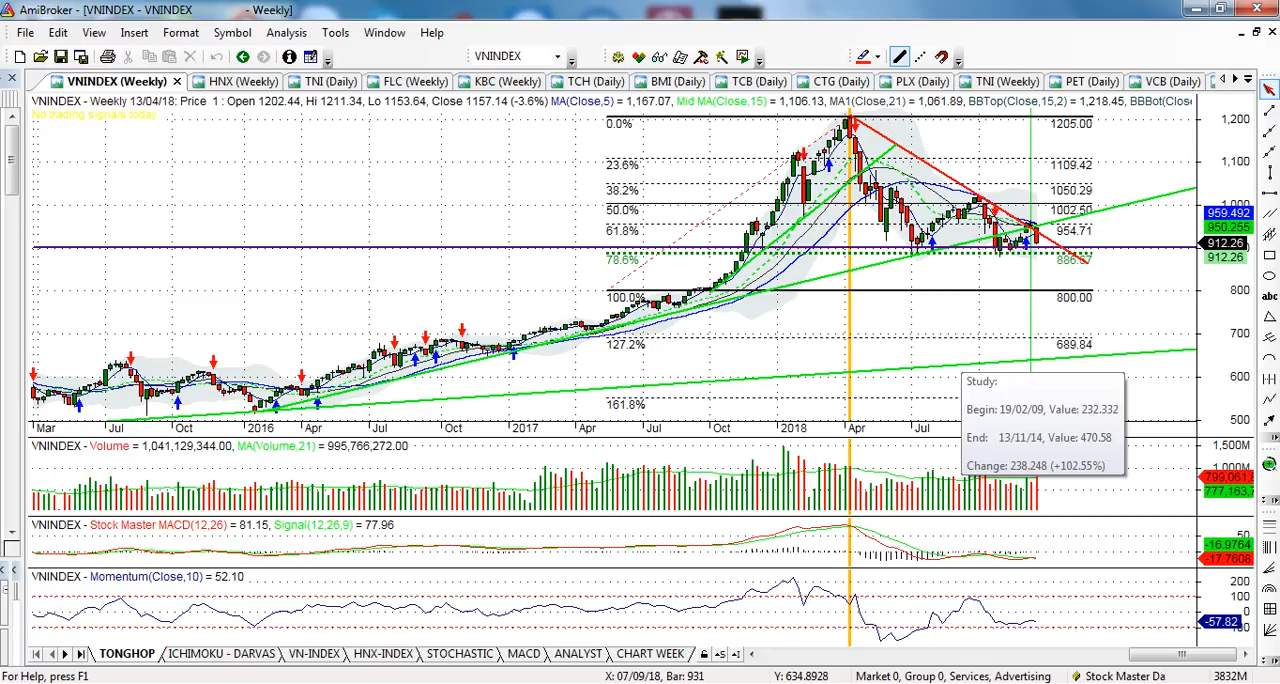 AmiBroker - [VNINDEX - VNINDEX - Weekly]
File Edit View Insert Format Symbol Analysis Tools Window Help
VNINDEX
VNINDEX (Weekly) HNX (Weekly) TNI (Daily) FLC (Weekly) KBC (Weekly) TCH (Daily) BMI (Daily) TCB (Daily) CTG (Daily) PLX (Daily) TNI (Weekly) PET (Daily) VCB (Daily)
VNINDEX - Weekly 13/04/18: Price 1 : Open 1202.44, Hi 1211.34, Lo 1153.64, Close 1157.14 (-3.6%) MA(Close,5) = 1,167.07, Mid MA(Close,15) = 1,106.13, MA1(Close,21) = 1,061.89, BBTop(Close,15,2) = 1,218.45, BBBot(Close
No trading signals today
0.0% 1205.00 1,200
23.6% 1109.42 1,100
38.2% 1050.29
50.0% 1002.50 1,000
959.492
61.8% 954.71 950.255
912.26
912.26
78.6%
100.0% 800.00 800
700
127.2% 689.84
600
161.8%
500
Mar Jul Oct 2016 Apr Jul Oct 2017 Apr Jul Oct 2018 Apr Jul
Study:
Begin: 19/02/09, Value: 232.332
End: 13/11/14, Value: 470.58
Change: 238.248 (+102.55%)
VNINDEX - Volume = 1,041,129,344.00, MA(Volume,21) = 995,766,272.00
1,500M
1,000M
799,061,
777,163,
VNINDEX - Stock Master MACD(12,26) = 81.15, Signal(12,26,9) = 77.96
50
-16.9764
-17.7608
VNINDEX - Momentum(Close,10) = 52.10
200
100
0
-57.82
100
TONGHOP ICHIMOKU - DARVAS VN-INDEX HNX-INDEX STOCHASTIC MACD ANALYST CHART WEEK
For Help, press F1 X: 07/09/18, Bar: 931 Y: 634.8928 Market 0, Group 0, Services, Advertising Stock Master Da 3832M